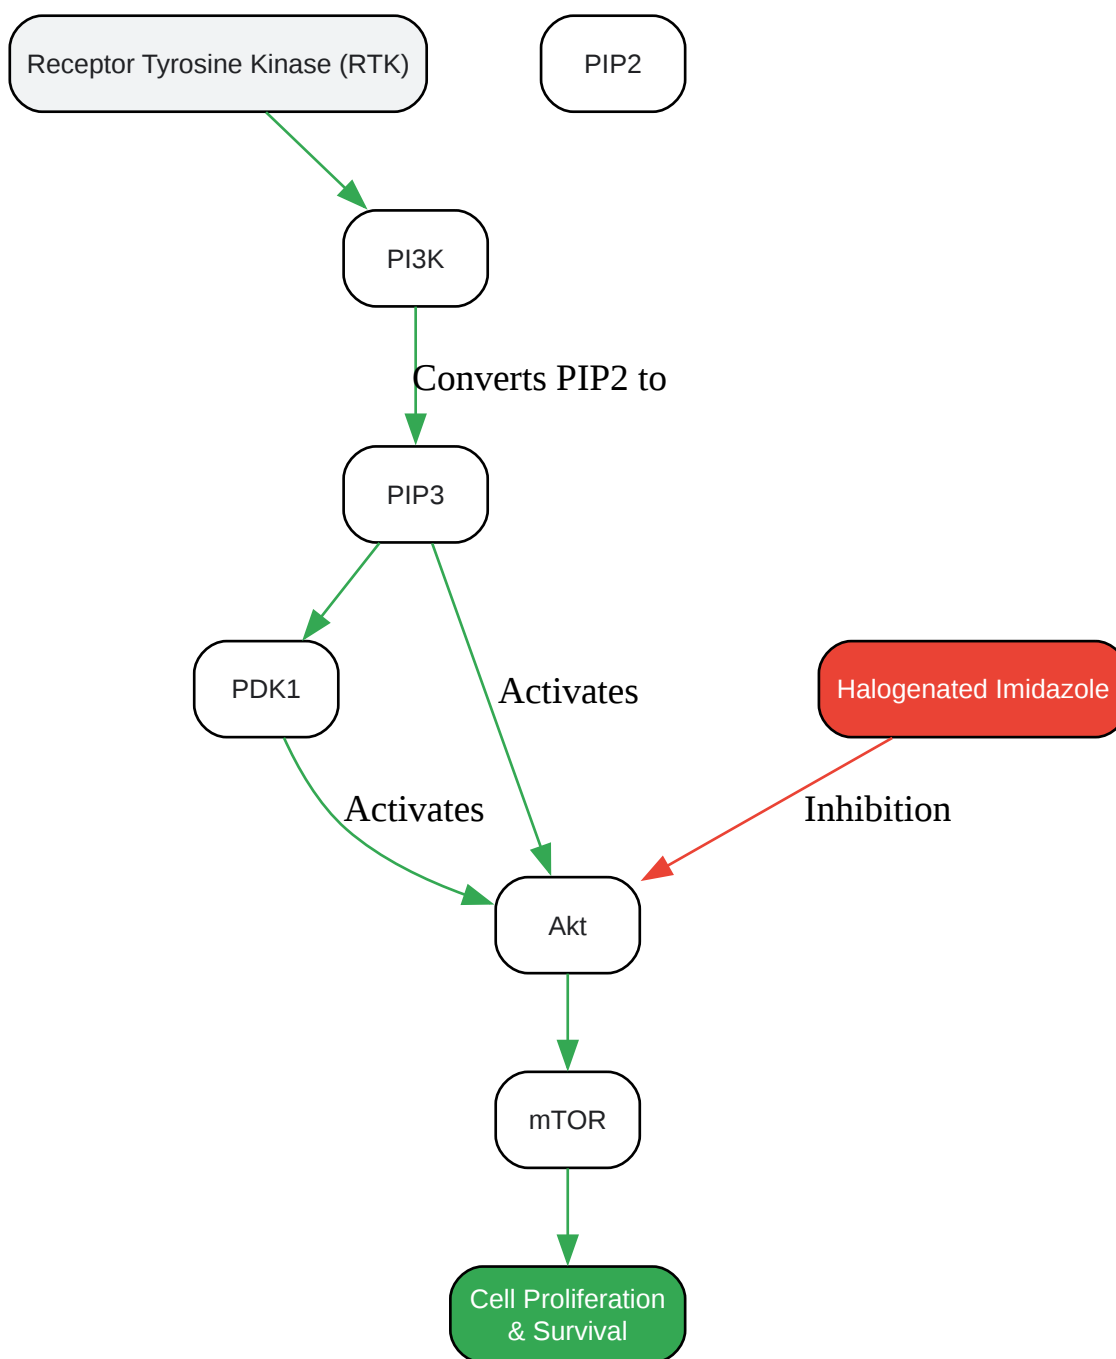 Receptor Tyrosine Kinase (RTK)
PIP2
PI3K
Converts PIP2 to
PIP3
PDK1
Activates
Halogenated Imidazole
Activates
Inhibition
Akt
mTOR
Cell Proliferation
& Survival